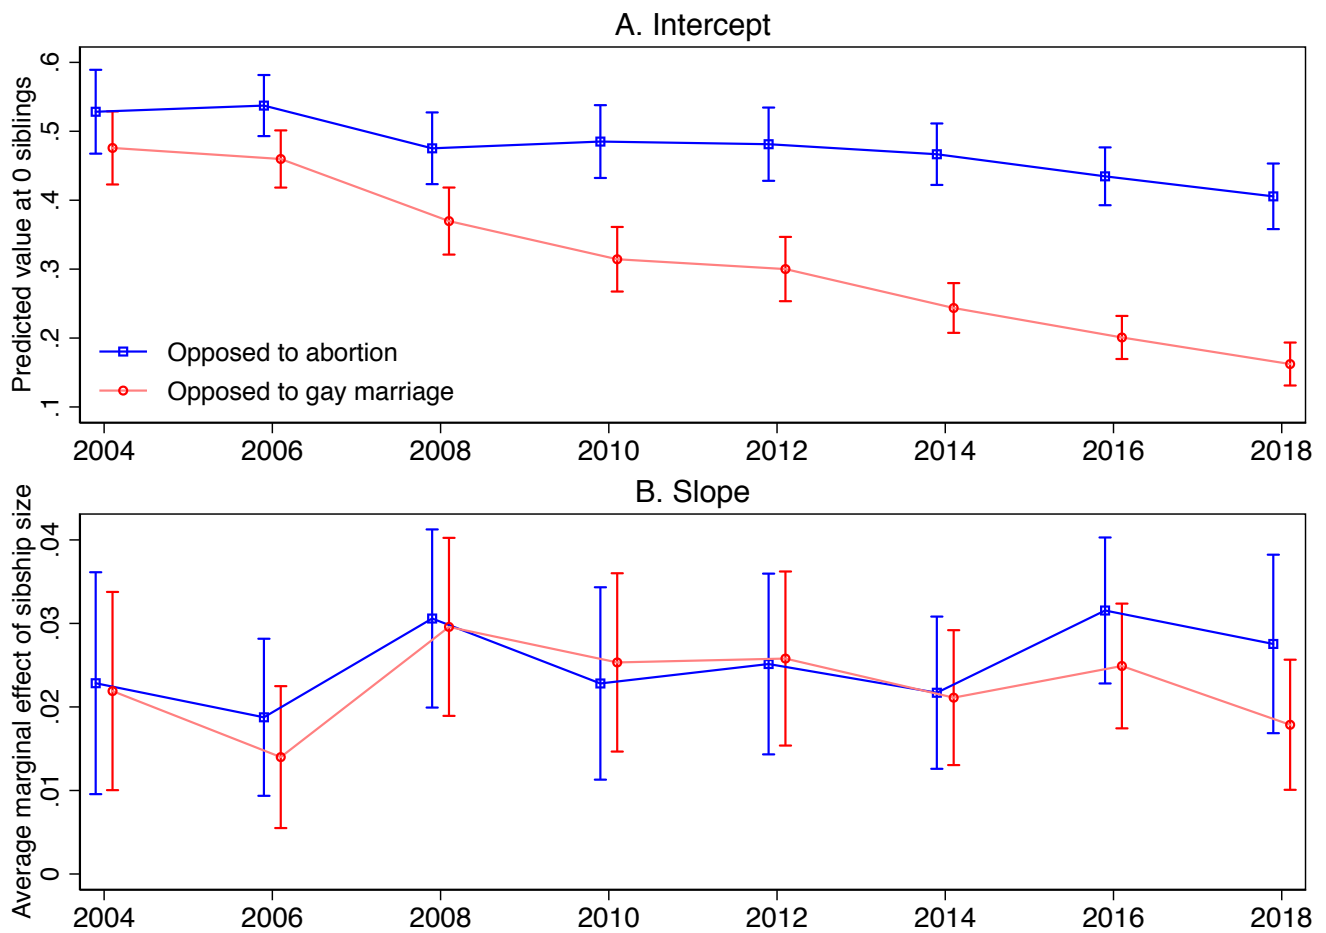 A. Intercept
Predicted value at 0 siblings
.6
.5
.4
.3
.2
.1
Opposed to abortion
Opposed to gay marriage
2004 2006 2008 2010 2012 2014 2016 2018
B. Slope
Average marginal effect of sibship size
.04
.03
.02
.01
0
2004 2006 2008 2010 2012 2014 2016 2018